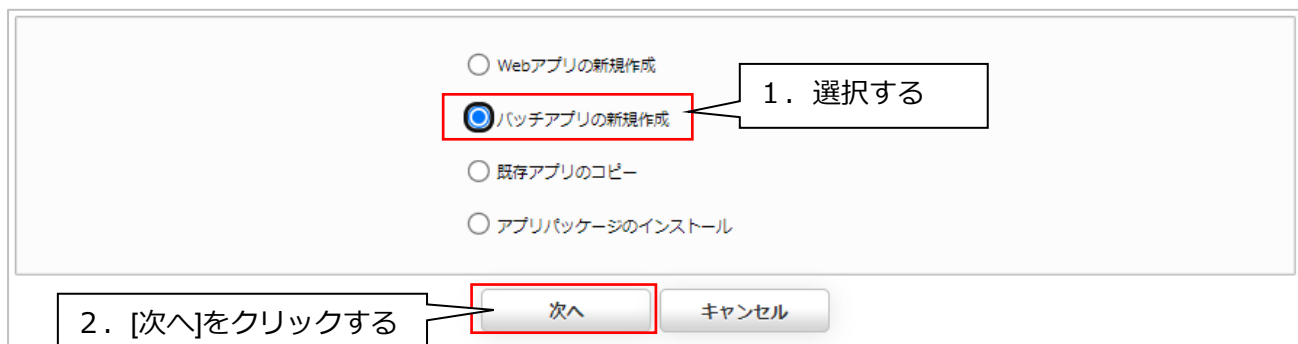 Webアプリの新規作成
1．選択する
バッチアプリの新規作成
既存アプリのコピー
アプリパッケージのインストール
2．[次へ]をクリックする
次へ
キャンセル